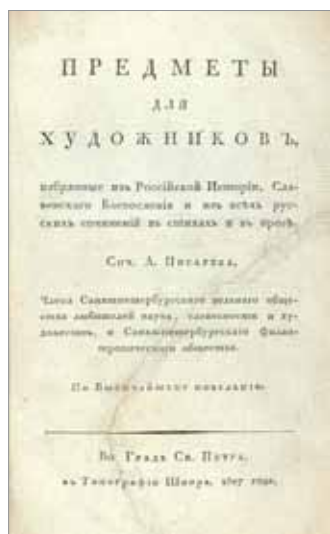 ПРЕДМЕТЫ
ДЛЯ
ХУДОЖНИКОВЪ,
избранные изъ Россійской Исторіи, Сла-
венскаго Баснословія и изъ всѣхъ рус-
скихъ сочиненій въ стихахъ и въ прозѣ.
Соч. А. Писарева,
Члена Санктпетербургскаго вольнаго обще-
ства любителей наукъ, словесности и ху-
дожествъ, и Санктпетербургскаго филан-
тропическаго общества.
По Высочайшему повелѣнію.
Во Градѣ Св. Петра,
въ Типографіи Шнора, 1807 года.